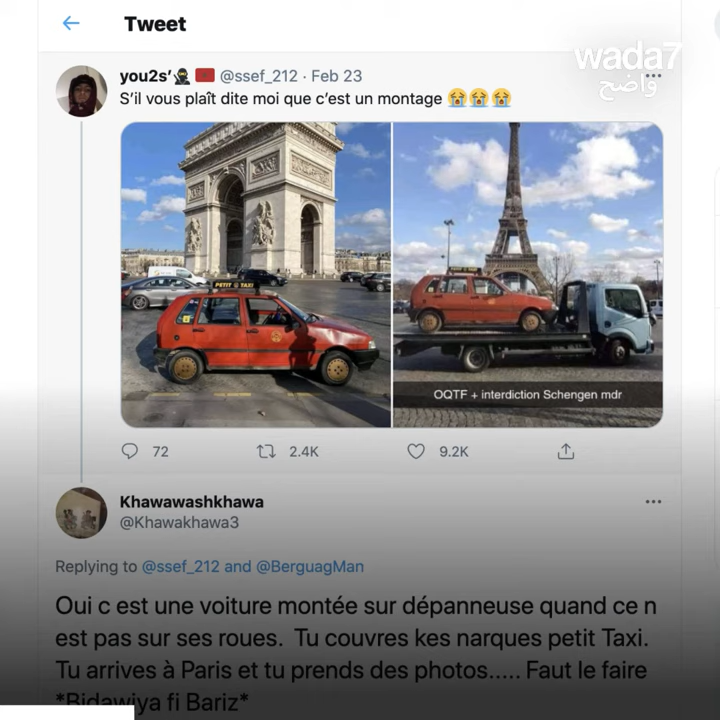 Tweet
wada7
واضح
you2s' @ssef_212 · Feb 23
S'il vous plaît dite moi que c'est un montage 😭😭😭
PETIT TAXI
OQTF + interdiction Schengen mdr
72
2.4K
9.2K
Khawawashkhawa
@Khawakhawa3
Replying to @ssef_212 and @BerguagMan
Oui c est une voiture montée sur dépanneuse quand ce n
est pas sur ses roues. Tu couvres kes narques petit Taxi.
Tu arrives à Paris et tu prends des photos..... Faut le faire
*Bidawiya fi Bariz*